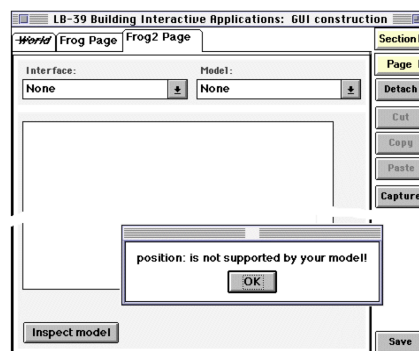 LB-39 Building Interactive Applications: GUI construction
World Frog Page Frog2 Page
Section
Page
Interface: Model:
None None
Detach
Cut
Copy
Paste
Capture
position: is not supported by your model!
OK
Inspect model
Save